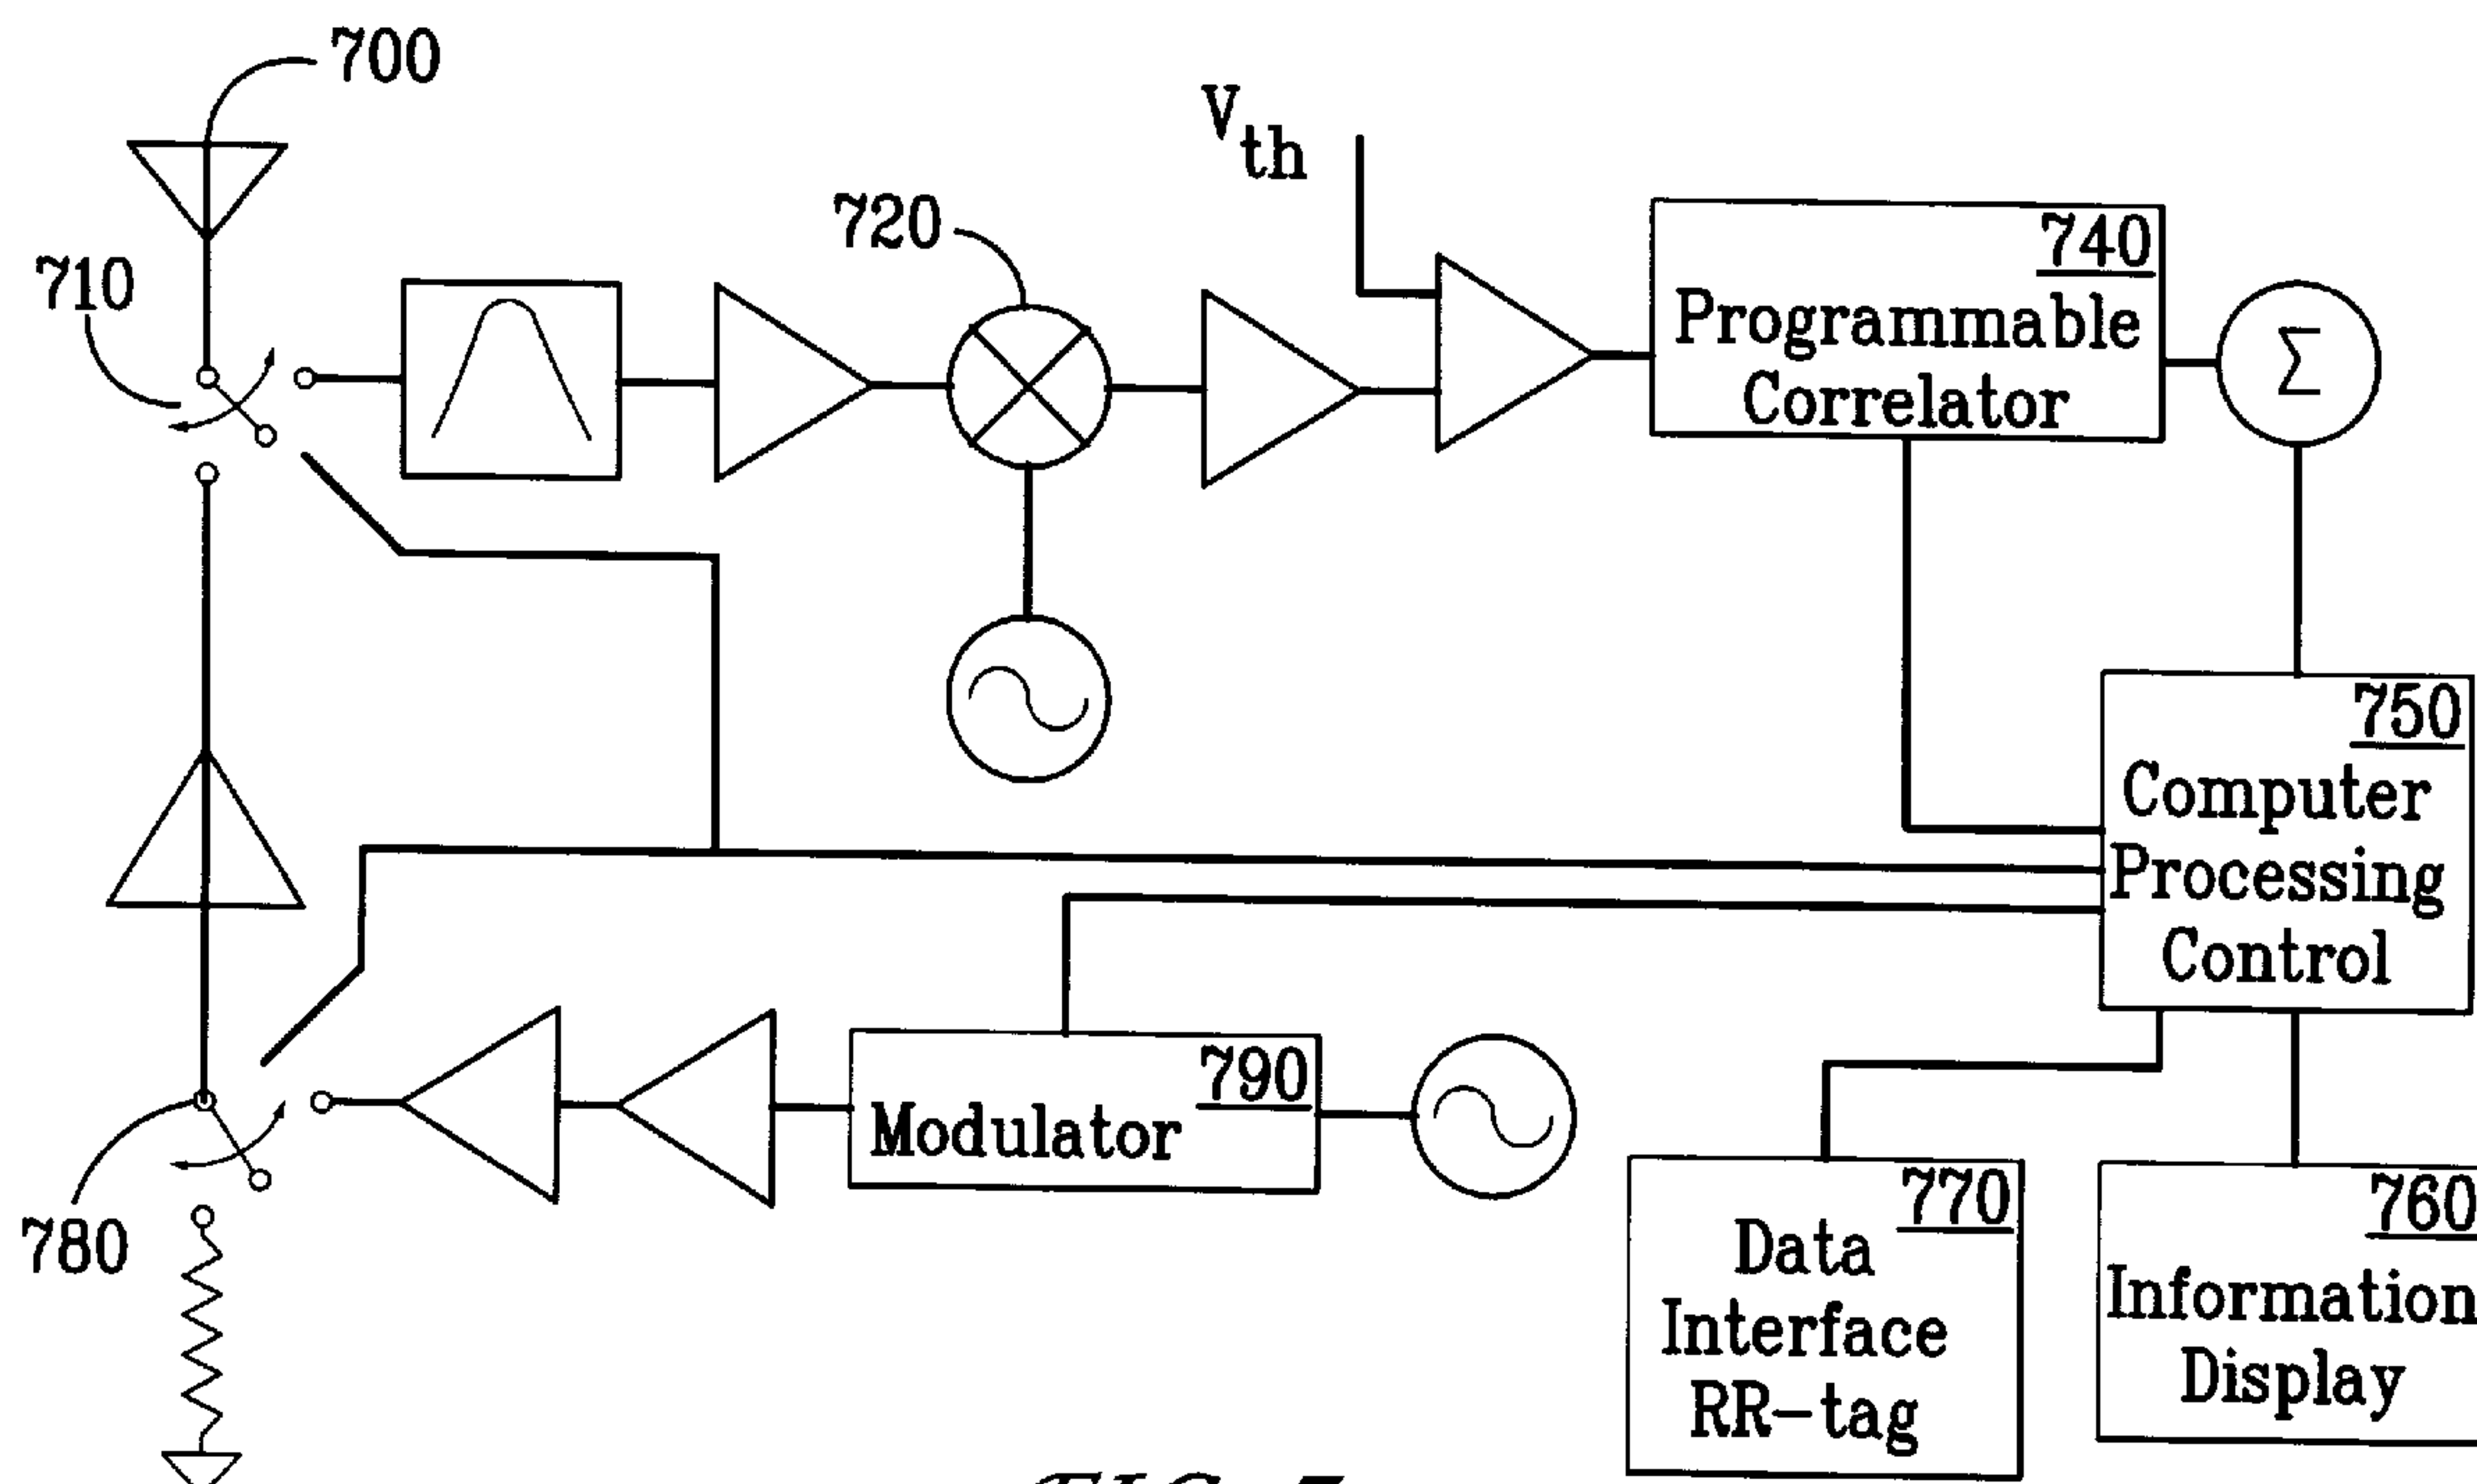 700
V
th
720
740
710
Programmable
Correlator
Σ
750
Computer
Processing
Control
790
Modulator
770
760
780
Data
Interface
RR-tag
Information
Display